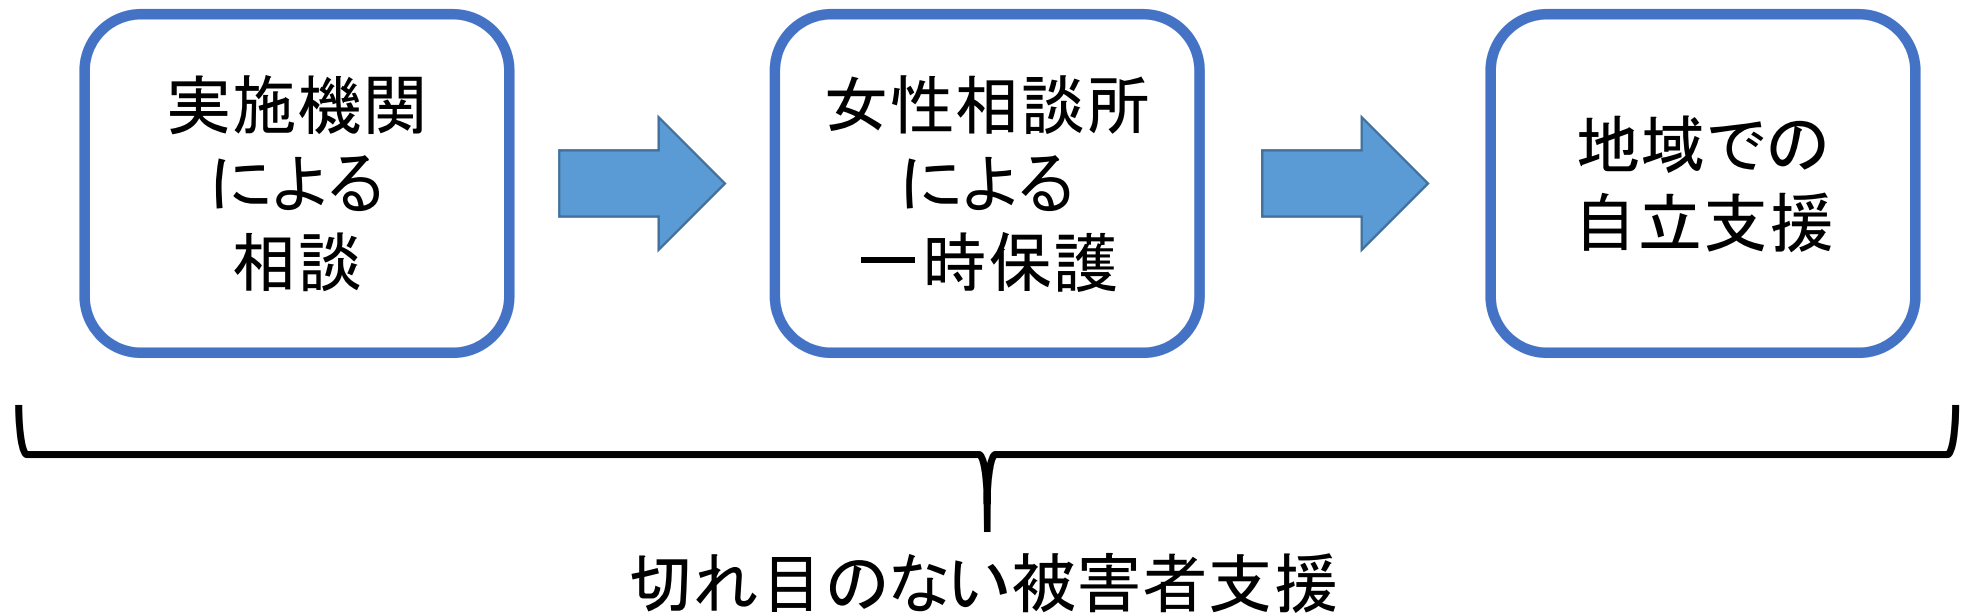 実施機関
による
相談
女性相談所
による
一時保護
地域での
自立支援
切れ目のない被害者支援